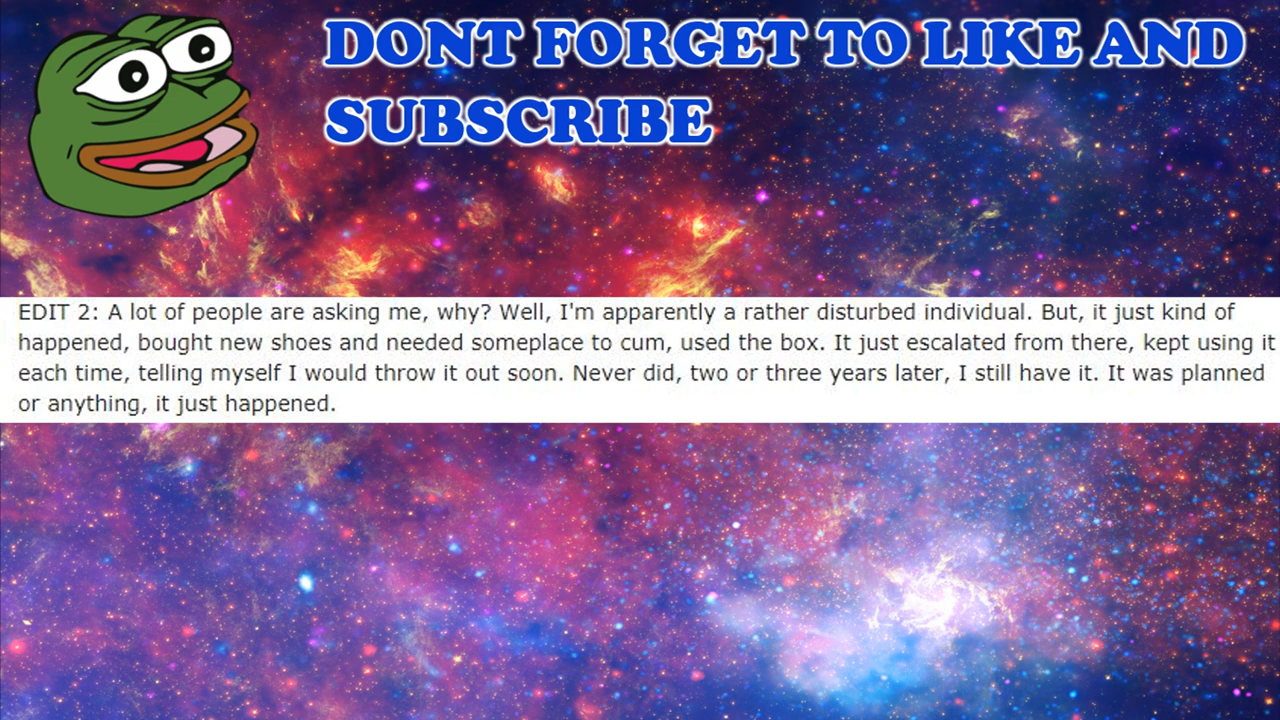 DONT FORGET TO LIKE AND
SUBSCRIBE
EDIT 2: A lot of people are asking me, why? Well, I'm apparently a rather disturbed individual. But, it just kind of
happened, bought new shoes and needed someplace to cum, used the box. It just escalated from there, kept using it
each time, telling myself I would throw it out soon. Never did, two or three years later, I still have it. It was planned
or anything, it just happened.